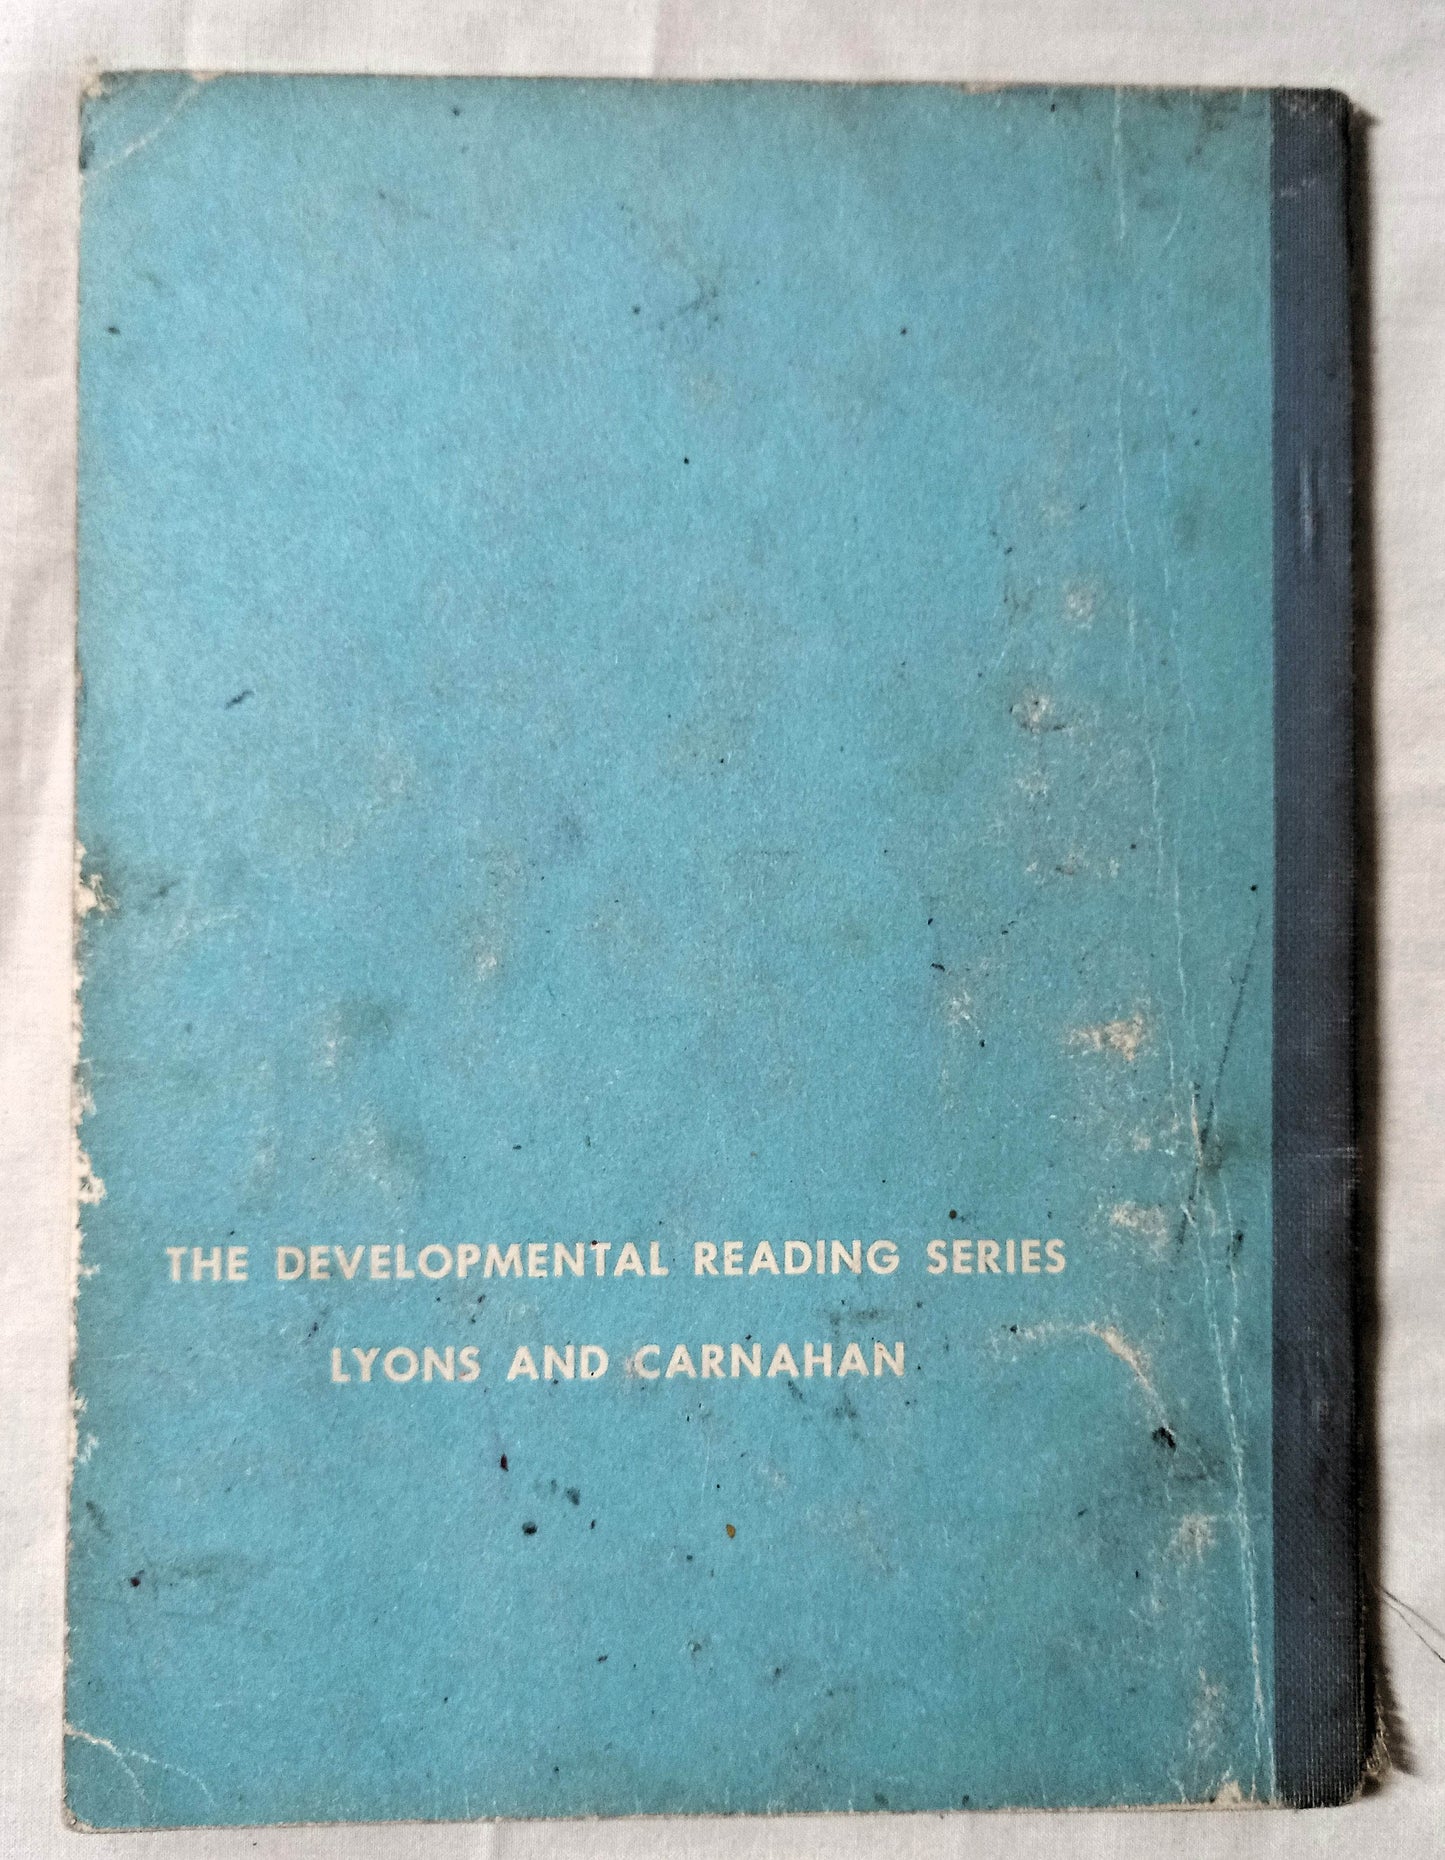 THE DEVELOPMENTAL READING SERIES
LYONS AND CARNAHAN